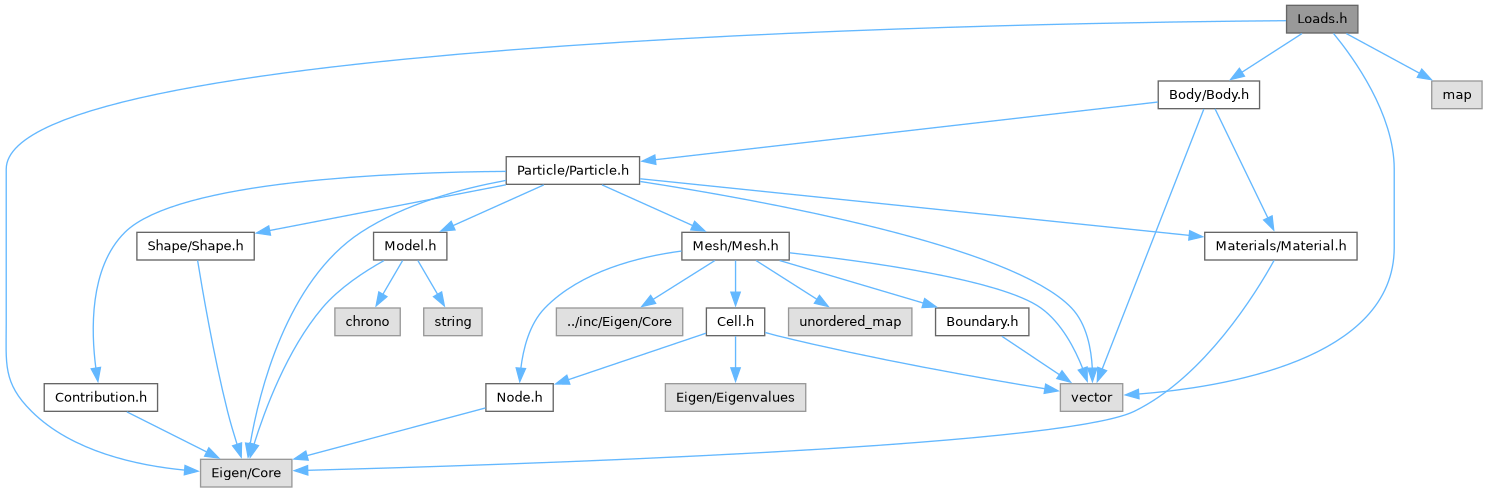 Loads.h
Body/Body.h
map
Particle/Particle.h
Shape/Shape.h
Model.h
Mesh/Mesh.h
Materials/Material.h
chrono
string
../inc/Eigen/Core
Cell.h
unordered_map
Boundary.h
Contribution.h
Node.h
Eigen/Eigenvalues
vector
Eigen/Core